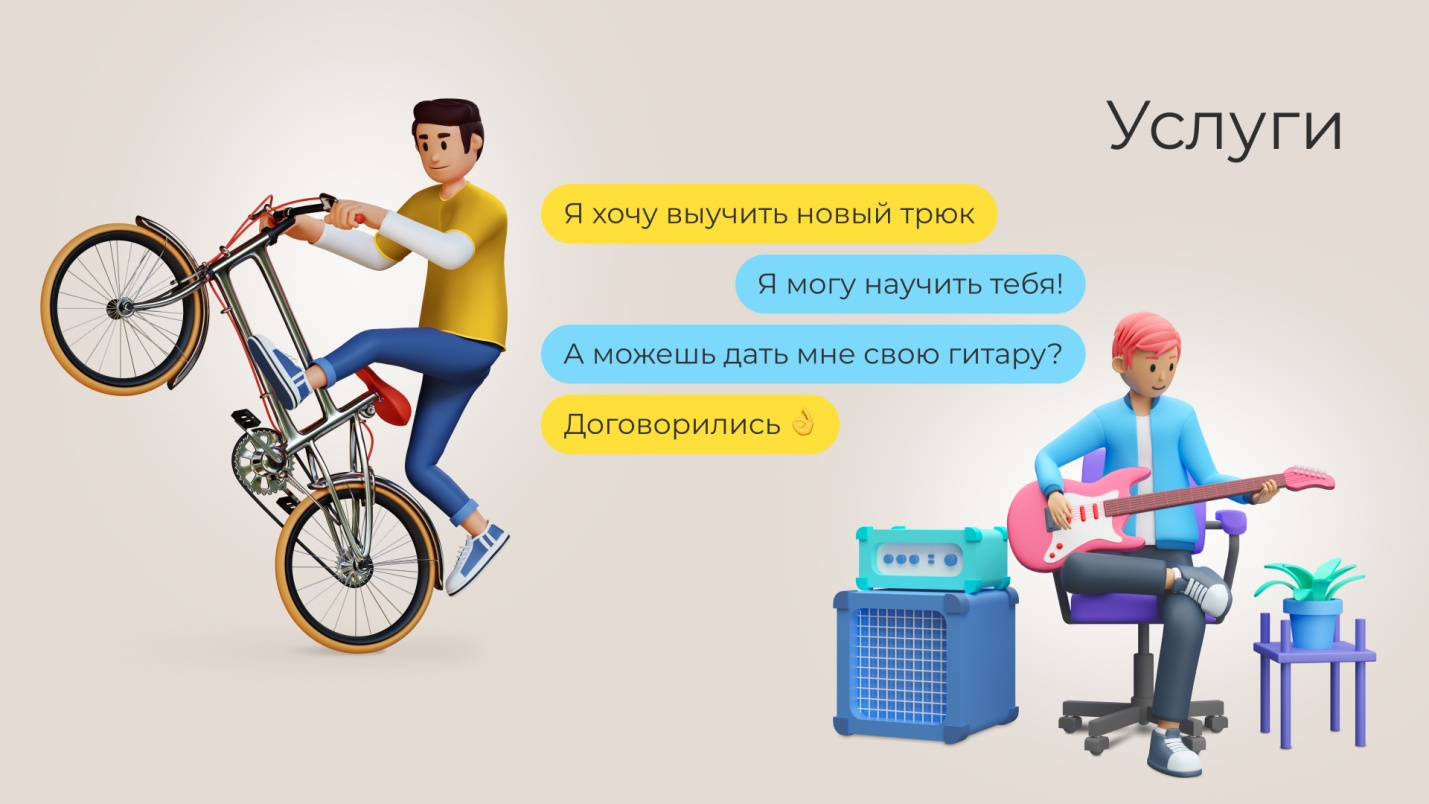 Услуги
Я хочу выучить новый трюк
Я могу научить тебя!
А можешь дать мне свою гитару?
Договорились 👌